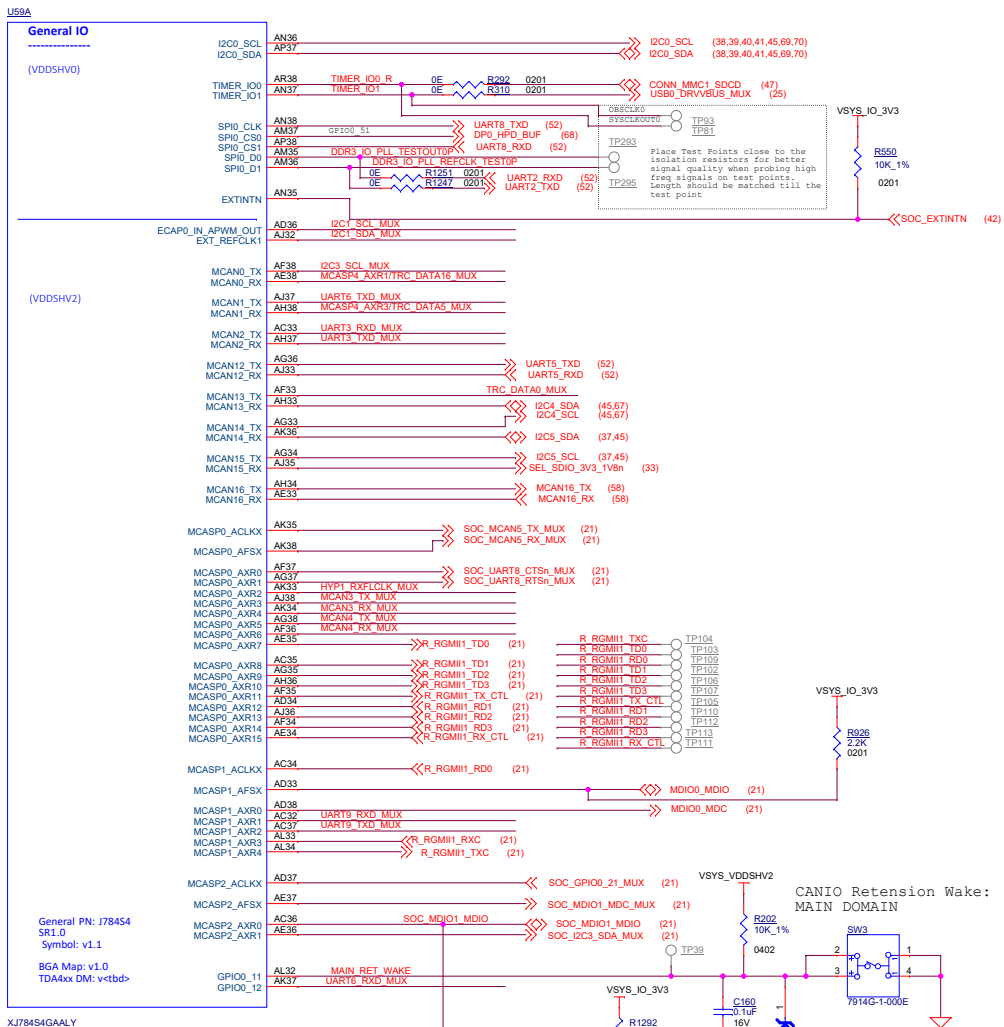 U59A
General IO
---------------
(VDDSHV0)
I2C0_SCL AN36 I2C0_SCL (38,39,40,41,45,69,70)
I2C0_SDA AP37 I2C0_SDA (38,39,40,41,45,69,70)
TIMER_IO0 AR38 TIMER_IO0_R 0E R292 0201 CONN_MMC1_SDCD (47)
TIMER_IO1 AN37 TIMER_IO1 0E R310 0201 USB0_DRVVBUS_MUX (25)
OBSCLK0 TP93
SYSCLKOUT0 TP81
VSYS_IO_3V3
SPI0_CLK AN38 UART8_TXD (52)
SPI0_CS0 AM37 GPIO0_51 DP0_HPD_BUF (68)
SPI0_CS1 AP38 UART8_RXD (52)
SPI0_D0 AM35 DDR3_IO_PLL_TESTOUT0P TP293
SPI0_D1 AM36 DDR3_IO_PLL_REFCLK_TEST0P TP295
0E R1251 0201 UART2_RXD (52)
0E R1247 0201 UART2_TXD (52)
Place Test Points close to the
isolation resistors for better
signal quality when probing high
freq signals on test points.
Length should be matched till the
test point
R550
10K_1%
0201
EXTINTN AN35 SOC_EXTINTN (42)
ECAP0_IN_APWM_OUT AD36 I2C1_SCL_MUX
EXT_REFCLK1 AJ32 I2C1_SDA_MUX
(VDDSHV2)
MCAN0_TX AF38 I2C3_SCL_MUX
MCAN0_RX AE38 MCASP4_AXR1/TRC_DATA16_MUX
MCAN1_TX AJ37 UART6_TXD_MUX
MCAN1_RX AH38 MCASP4_AXR3/TRC_DATA5_MUX
MCAN2_TX AC33 UART3_RXD_MUX
MCAN2_RX AH37 UART3_TXD_MUX
MCAN12_TX AG36 UART5_TXD (52)
MCAN12_RX AJ33 UART5_RXD (52)
MCAN13_TX AF33 TRC_DATA0_MUX
MCAN13_RX AH33 I2C4_SDA (45,67)
MCAN14_TX AG33 I2C4_SCL (45,67)
MCAN14_RX AK36 I2C5_SDA (37,45)
MCAN15_TX AG34 I2C5_SCL (37,45)
MCAN15_RX AJ35 SEL_SDIO_3V3_1V8n (33)
MCAN16_TX AH34 MCAN16_TX (58)
MCAN16_RX AE33 MCAN16_RX (58)
MCASP0_ACLKX AK35 SOC_MCAN5_TX_MUX (21)
MCASP0_AFSX AK38 SOC_MCAN5_RX_MUX (21)
MCASP0_AXR0 AF37 SOC_UART8_CTSn_MUX (21)
MCASP0_AXR1 AG37 SOC_UART8_RTSn_MUX (21)
MCASP0_AXR2 AK33 HYP1_RXFLCLK_MUX
MCASP0_AXR3 AJ38 MCAN3_TX_MUX
MCASP0_AXR4 AK34 MCAN3_RX_MUX
MCASP0_AXR5 AG38 MCAN4_TX_MUX
MCASP0_AXR6 AF36 MCAN4_RX_MUX
MCASP0_AXR7 AE35 R_RGMII1_TD0 (21)
MCASP0_AXR8 AC35 R_RGMII1_TD1 (21)
MCASP0_AXR9 AG35 R_RGMII1_TD2 (21)
MCASP0_AXR10 AH36 R_RGMII1_TD3 (21)
MCASP0_AXR11 AF35 R_RGMII1_TX_CTL (21)
MCASP0_AXR12 AD34 R_RGMII1_RD1 (21)
MCASP0_AXR13 AJ36 R_RGMII1_RD2 (21)
MCASP0_AXR14 AF34 R_RGMII1_RD3 (21)
MCASP0_AXR15 AE34 R_RGMII1_RX_CTL (21)
R_RGMII1_TXC TP104
R_RGMII1_TD0 TP103
R_RGMII1_RD0 TP109
R_RGMII1_TD1 TP102
R_RGMII1_TD2 TP106
R_RGMII1_TD3 TP107
R_RGMII1_TX_CTL TP105
R_RGMII1_RD1 TP110
R_RGMII1_RD2 TP112
R_RGMII1_RD3 TP113
R_RGMII1_RX_CTL TP111
VSYS_IO_3V3
R926
2.2K
0201
MCASP1_ACLKX AC34 R_RGMII1_RD0 (21)
MCASP1_AFSX AD33 MDIO0_MDIO (21)
MCASP1_AXR0 AD38 MDIO0_MDC (21)
MCASP1_AXR1 AC32 UART9_RXD_MUX
MCASP1_AXR2 AC37 UART9_TXD_MUX
MCASP1_AXR3 AL33 R_RGMII1_RXC (21)
MCASP1_AXR4 AL34 R_RGMII1_TXC (21)
MCASP2_ACLKX AD37 SOC_GPIO0_21_MUX (21)
MCASP2_AFSX AE37 SOC_MDIO1_MDC_MUX (21)
MCASP2_AXR0 AC36 SOC_MDIO1_MDIO SOC_MDIO1_MDIO (21)
MCASP2_AXR1 AE36 SOC_I2C3_SDA_MUX (21)
VSYS_VDDSHV2
R202
10K_1%
0402
CANIO Retension Wake:
MAIN DOMAIN
SW3
2 1
3 4
7914G-1-000E
TP39
General PN: J784S4
SR1.0
Symbol: v1.1
BGA Map: v1.0
TDA4xx DM: v<tbd>
GPIO0_11 AL32 MAIN_RET_WAKE
GPIO0_12 AK37 UART6_RXD_MUX
VSYS_IO_3V3
R1292
C160
0.1uF
16V
1
XJ784S4GAALY